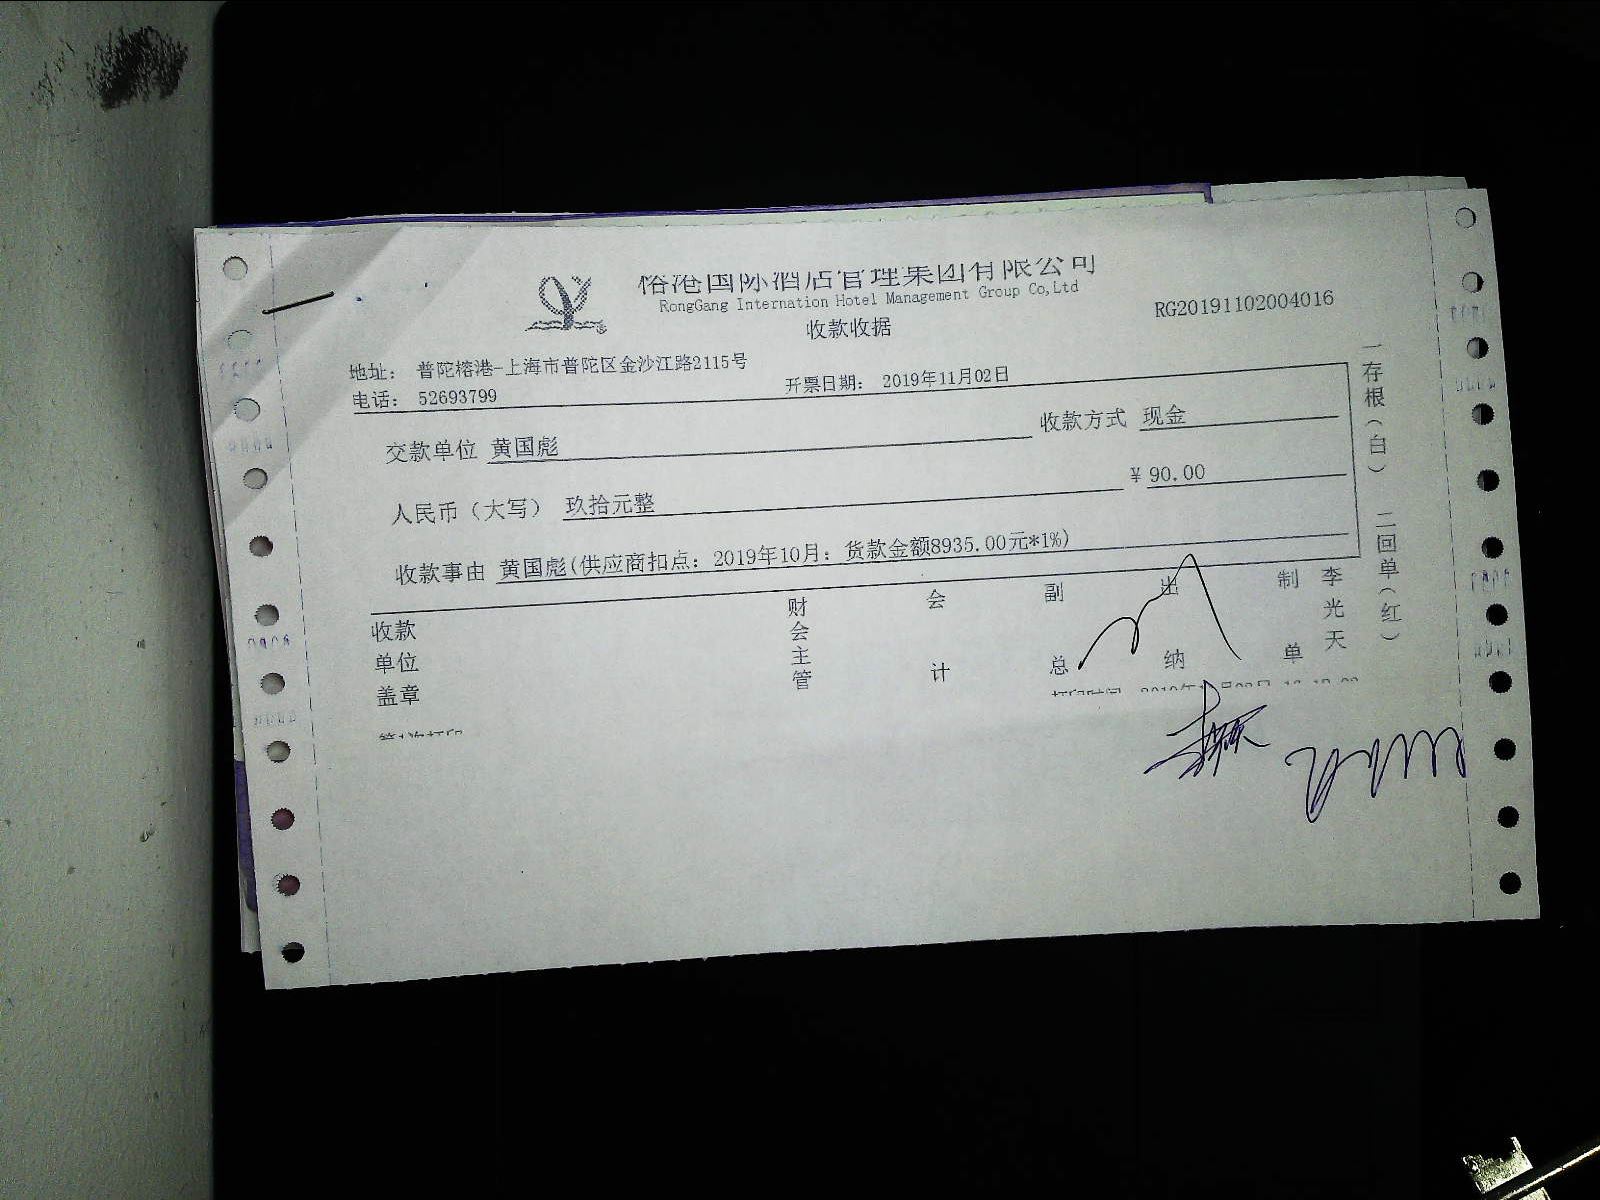 榕港国际酒店管理集团有限公司
RongGang Internation Hotel Management Group Co,Ltd
收款收据
RG20191102004016
地址: 普陀榕港-上海市普陀区金沙江路2115号
电话: 52693799
开票日期: 2019年11月02日
交款单位 黄国彪
收款方式 现金
人民币（大写） 玖拾元整
¥90.00
收款事由 黄国彪(供应商扣点: 2019年10月: 货款金额8935.00元*1%)
收款单位盖章
财会主管
会计
副总
出纳
制单
李光天
一存根（白） 二回单（红）
第1次打印